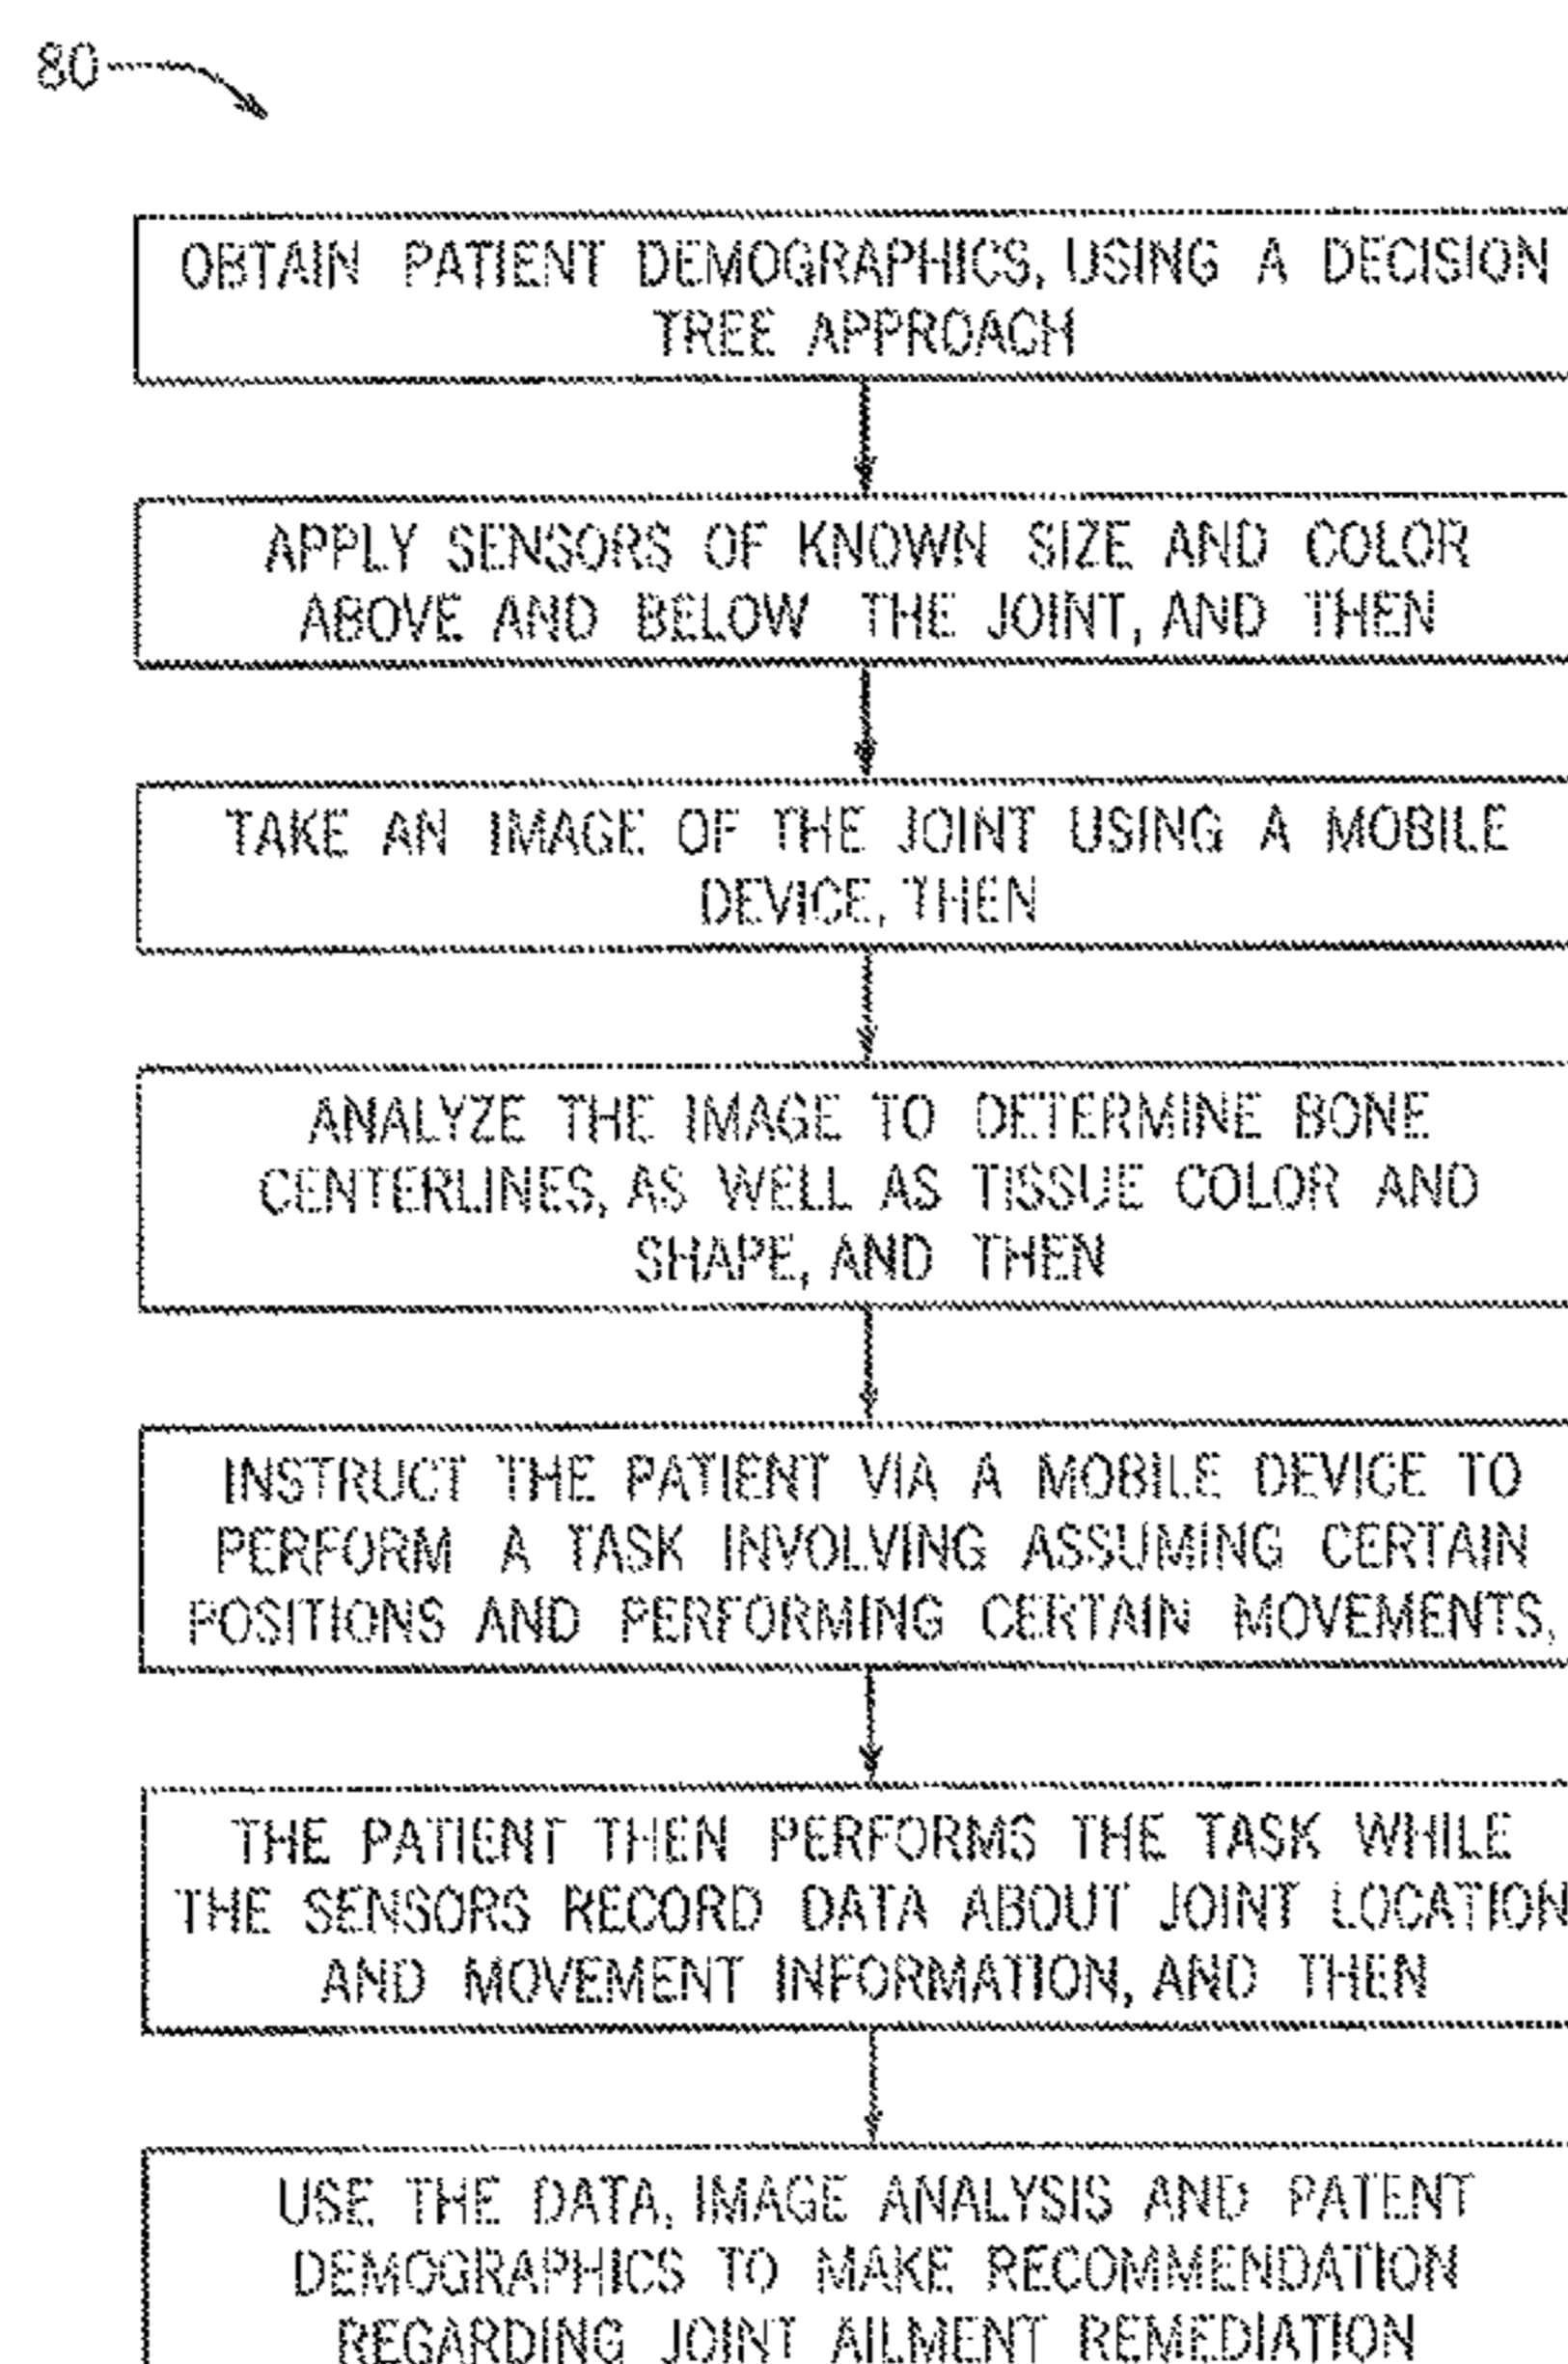 80
OBTAIN PATIENT DEMOGRAPHICS, USING A DECISION
TREE APPROACH
APPLY SENSORS OF KNOWN SIZE AND COLOR
ABOVE AND BELOW THE JOINT, AND THEN
TAKE AN IMAGE OF THE JOINT USING A MOBILE
DEVICE, THEN
ANALYZE THE IMAGE TO DETERMINE BONE
CENTERLINES, AS WELL AS TISSUE COLOR AND
SHAPE, AND THEN
INSTRUCT THE PATIENT VIA A MOBILE DEVICE TO
PERFORM A TASK INVOLVING ASSUMING CERTAIN
POSITIONS AND PERFORMING CERTAIN MOVEMENTS,
THE PATIENT THEN PERFORMS THE TASK WHILE
THE SENSORS RECORD DATA ABOUT JOINT LOCATION
AND MOVEMENT INFORMATION, AND THEN
USE THE DATA, IMAGE ANALYSIS AND PATENT
DEMOGRAPHICS TO MAKE RECOMMENDATION
REGARDING JOINT AILMENT REMEDIATION